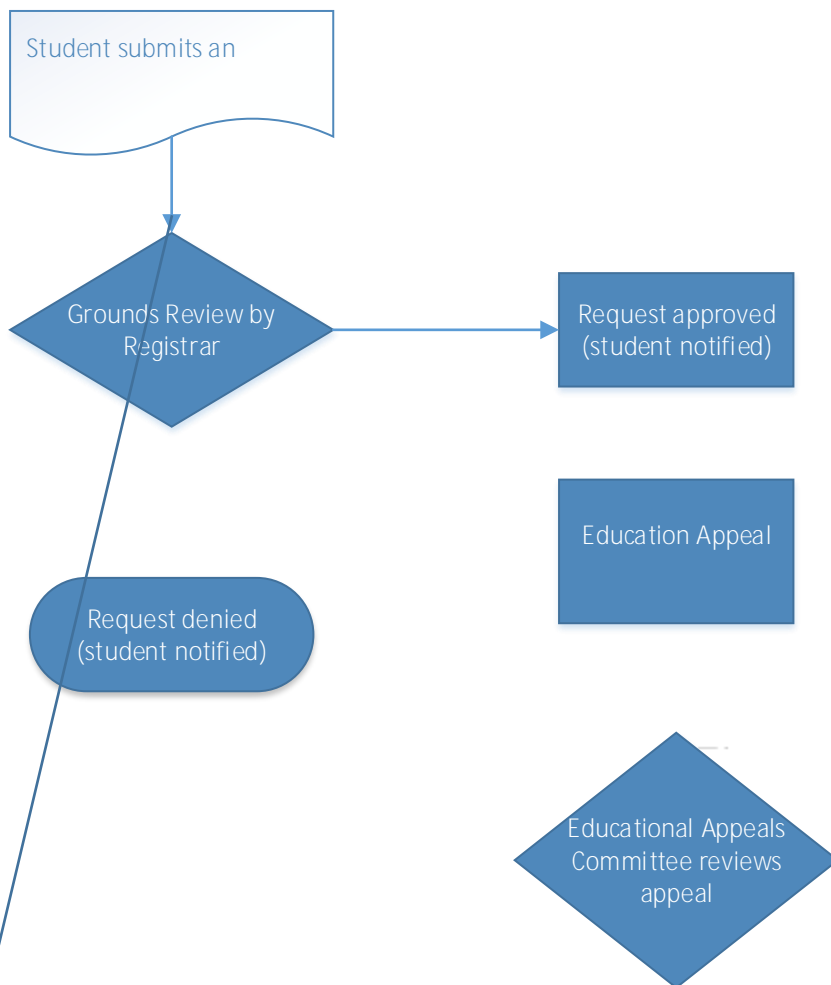 Student submits an
Grounds Review by
Registrar
Request approved
(student notified)
Education Appeal
Request denied
(student notified)
Educational Appeals
Committee reviews
appeal